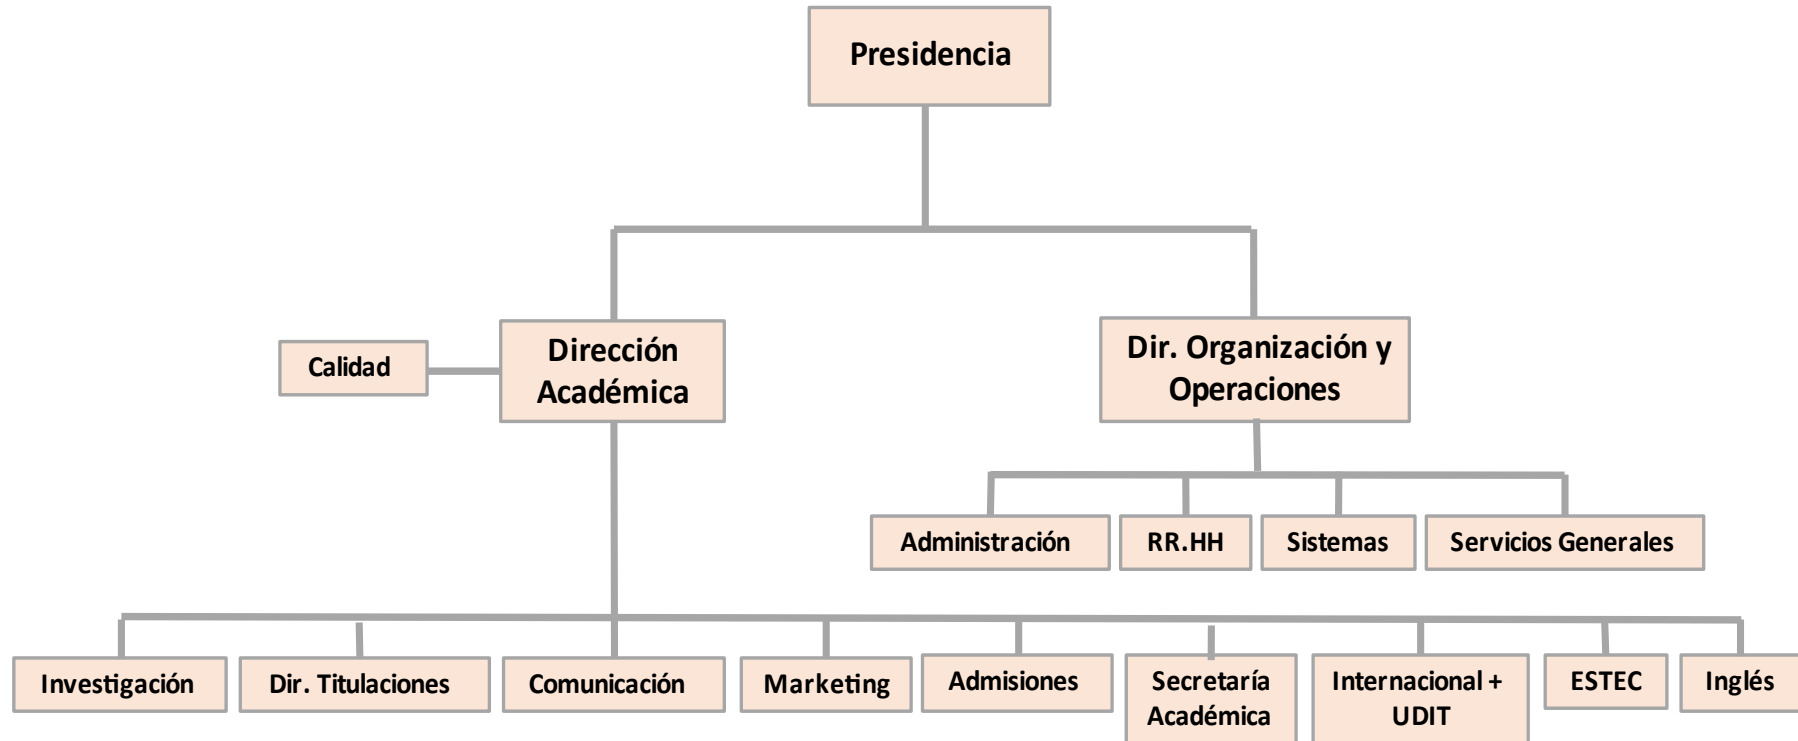 Presidencia
Calidad
Dirección
Académica
Dir. Organización y
Operaciones
Administración
RR.HH
Sistemas
Servicios Generales
Investigación
Dir. Titulaciones
Comunicación
Marketing
Admisiones
Secretaría
Académica
Internacional +
UDIT
ESTEC
Inglés